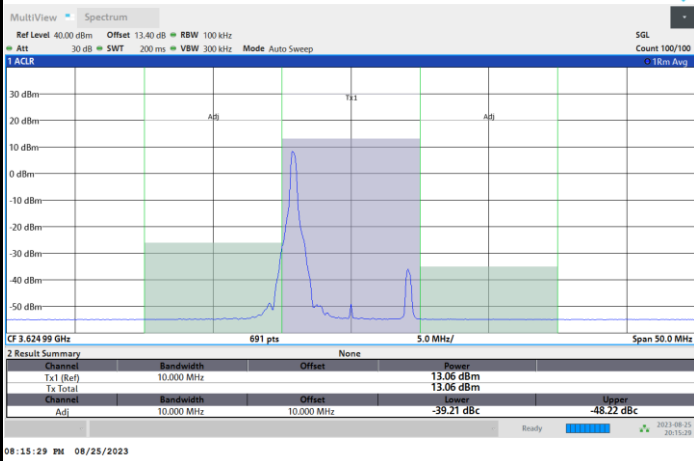 MultiView Spectrum
Ref Level 40.00 dBm Offset 13.40 dB RBW 100 kHz SGL
Att 30 dB SWT 200 ms VBW 300 kHz Mode Auto Sweep Count 100/100
1 ACLR 1Rm Avg
30 dBm
Tx1
20 dBm Adj Adj
10 dBm
0 dBm
-10 dBm
-20 dBm
-30 dBm
-40 dBm
-50 dBm
CF 3.624 99 GHz 691 pts 5.0 MHz/ Span 50.0 MHz
2 Result Summary None
Channel Bandwidth Offset Power
Tx1 (Ref) 10.000 MHz 13.06 dBm
Tx Total 13.06 dBm
Channel Bandwidth Offset Lower Upper
Adj 10.000 MHz 10.000 MHz -39.21 dBc -48.22 dBc
Ready 2023-08-25
20:15:29
08:15:29 PM 08/25/2023